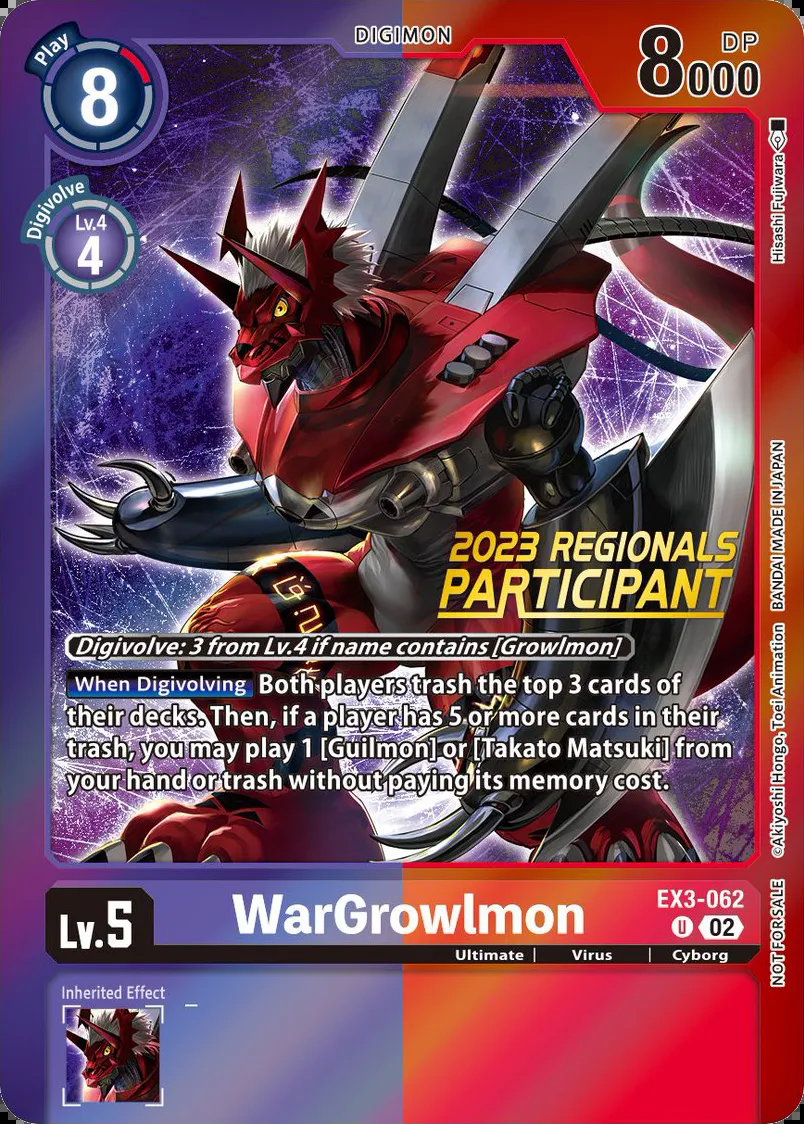 DIGIMON
Play
8
8000
DP
Digivolve
Lv.4
4
Hisashi Fujiwara
2023 REGIONALS
PARTICIPANT
Digivolve: 3 from Lv.4 if name contains [Growlmon]
When Digivolving Both players trash the top 3 cards of
their decks. Then, if a player has 5 or more cards in their
trash, you may play 1 [Guilmon] or [Takato Matsuki] from
your hand or trash without paying its memory cost.
©Akiyoshi Hongo, Toei Animation BANDAI MADE IN JAPAN
NOT FOR SALE
Lv.5
WarGrowlmon
EX3-062
U 02
Ultimate | Virus | Cyborg
Inherited Effect
–